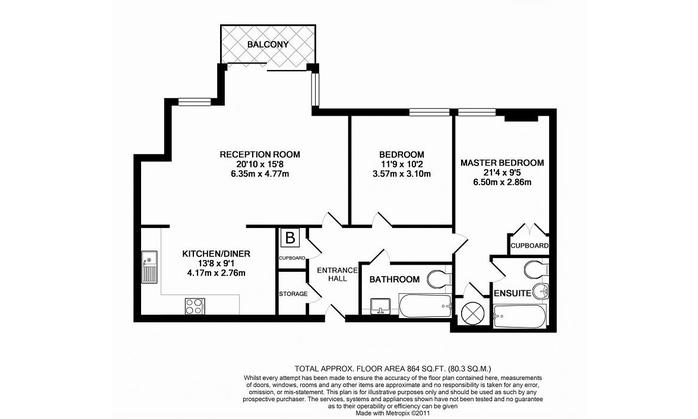 BALCONY
RECEPTION ROOM
20'10 x 15'8
6.35m x 4.77m
BEDROOM
11'9 x 10'2
3.57m x 3.10m
MASTER BEDROOM
21'4 x 9'5
6.50m x 2.86m
CUPBOARD
KITCHEN/DINER
13'8 x 9'1
4.17m x 2.76m
B
CUPBOARD
STORAGE
ENTRANCE
HALL
BATHROOM
ENSUITE
TOTAL APPROX. FLOOR AREA 864 SQ.FT. (80.3 SQ.M.)
Whilst every attempt has been made to ensure the accuracy of the floor plan contained here, measurements
of doors, windows, rooms and any other items are approximate and no responsibility is taken for any error,
omission, or mis-statement. This plan is for illustrative purposes only and should be used as such by any
prospective purchaser. The services, systems and appliances shown have not been tested and no guarantee
as to their operability or efficiency can be given
Made with Metropix ©2011